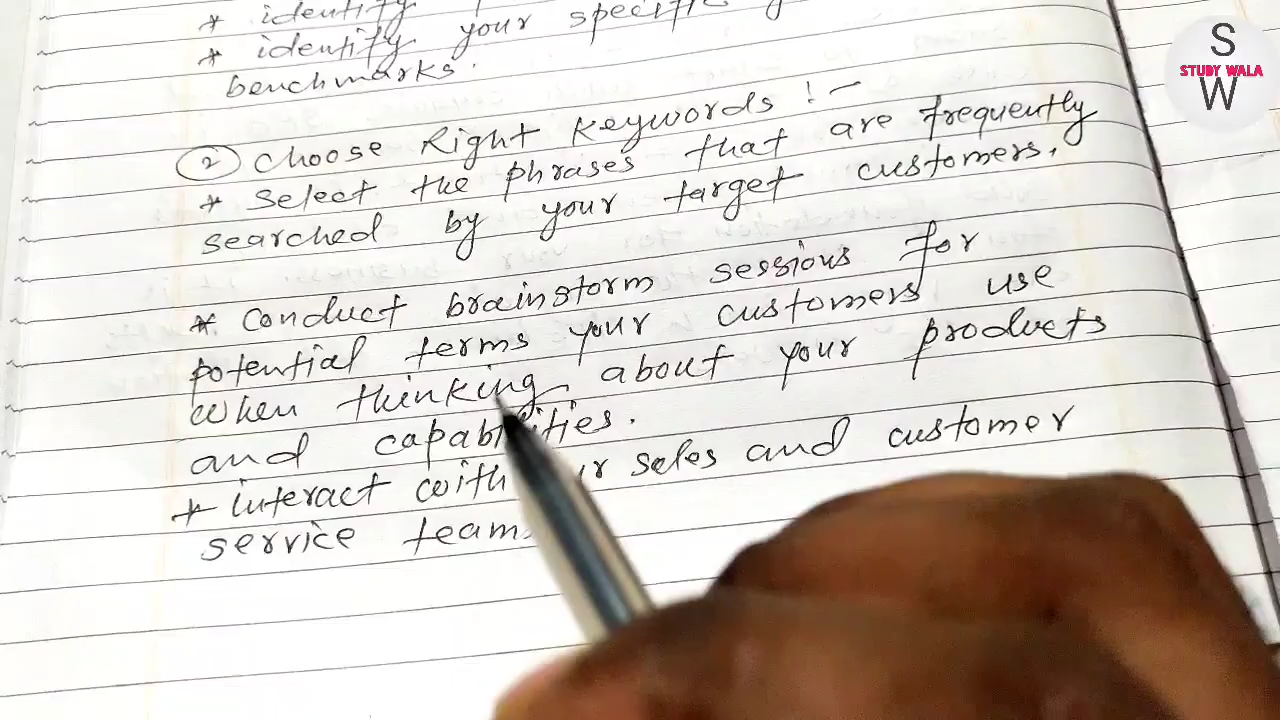 * identify
* identify your specific
benchmarks.
② Choose Right Keywords :-
* Select the phrases that are frequently
searched by your target customers.
* Conduct brainstorm sessions for
potential terms your customers use
when thinking about your products
and capabilities.
* interact with sales and customer
service teams
S
STUDY WALA
W